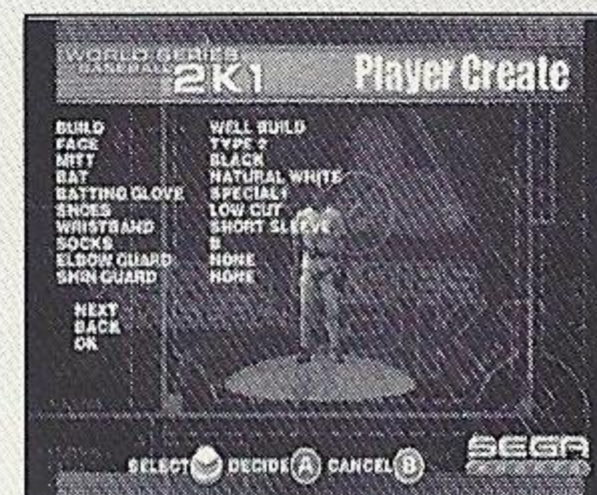 WORLD SERIES
BASEBALL 2K1
Player Create
BUILD WELL BUILD
FACE TYPE 2
MITT BLACK
BAT NATURAL WHITE
BATTING GLOVE SPECIAL1
SHOES LOW CUT
WRISTBAND SHORT SLEEVE
SOCKS B
ELBOW GUARD NONE
SHIN GUARD NONE
NEXT
BACK
OK
SELECT DECIDE A CANCEL B
SEGA